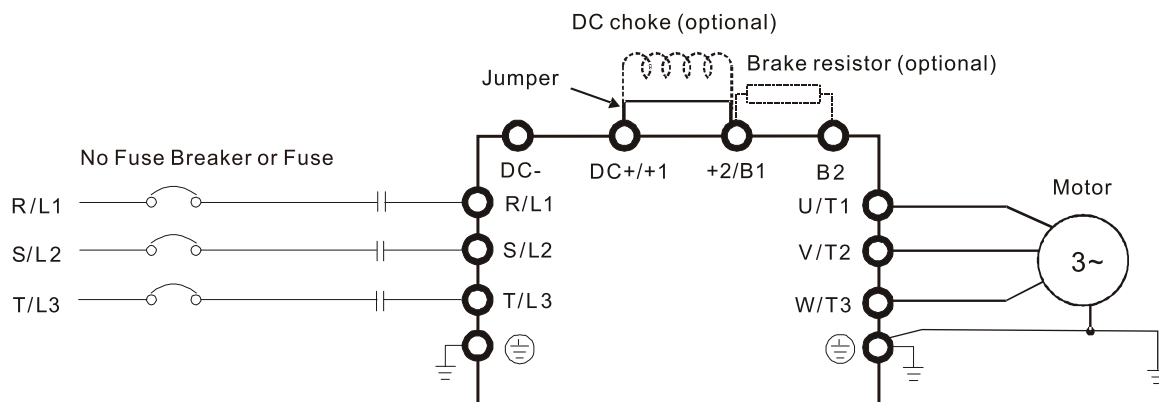 DC choke (optional)
Brake resistor (optional)
Jumper
No Fuse Breaker or Fuse
DC-
DC+/+1
+2/B1
B2
Motor
R/L1
R/L1
U/T1
S/L2
S/L2
V/T2
3~
T/L3
T/L3
W/T3